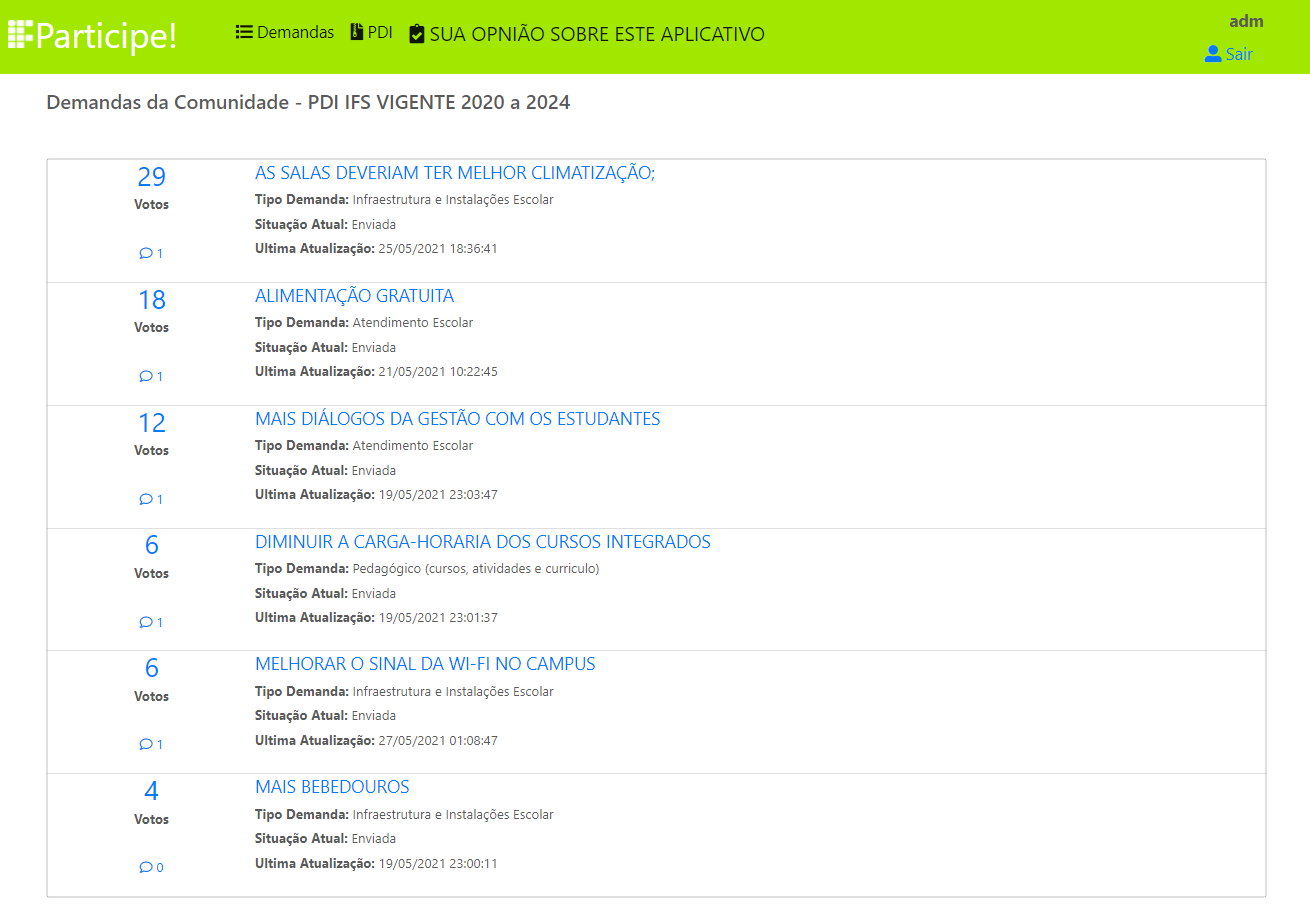 Participe!
Demandas
PDI
SUA OPNIÃO SOBRE ESTE APLICATIVO
adm
Sair
Demandas da Comunidade - PDI IFS VIGENTE 2020 a 2024
29
Votos
1
AS SALAS DEVERIAM TER MELHOR CLIMATIZAÇÃO;
Tipo Demanda: Infraestrutura e Instalações Escolar
Situação Atual: Enviada
Ultima Atualização: 25/05/2021 18:36:41
18
Votos
1
ALIMENTAÇÃO GRATUITA
Tipo Demanda: Atendimento Escolar
Situação Atual: Enviada
Ultima Atualização: 21/05/2021 10:22:45
12
Votos
1
MAIS DIÁLOGOS DA GESTÃO COM OS ESTUDANTES
Tipo Demanda: Atendimento Escolar
Situação Atual: Enviada
Ultima Atualização: 19/05/2021 23:03:47
6
Votos
1
DIMINUIR A CARGA-HORARIA DOS CURSOS INTEGRADOS
Tipo Demanda: Pedagógico (cursos, atividades e curriculo)
Situação Atual: Enviada
Ultima Atualização: 19/05/2021 23:01:37
6
Votos
1
MELHORAR O SINAL DA WI-FI NO CAMPUS
Tipo Demanda: Infraestrutura e Instalações Escolar
Situação Atual: Enviada
Ultima Atualização: 27/05/2021 01:08:47
4
Votos
0
MAIS BEBEDOUROS
Tipo Demanda: Infraestrutura e Instalações Escolar
Situação Atual: Enviada
Ultima Atualização: 19/05/2021 23:00:11